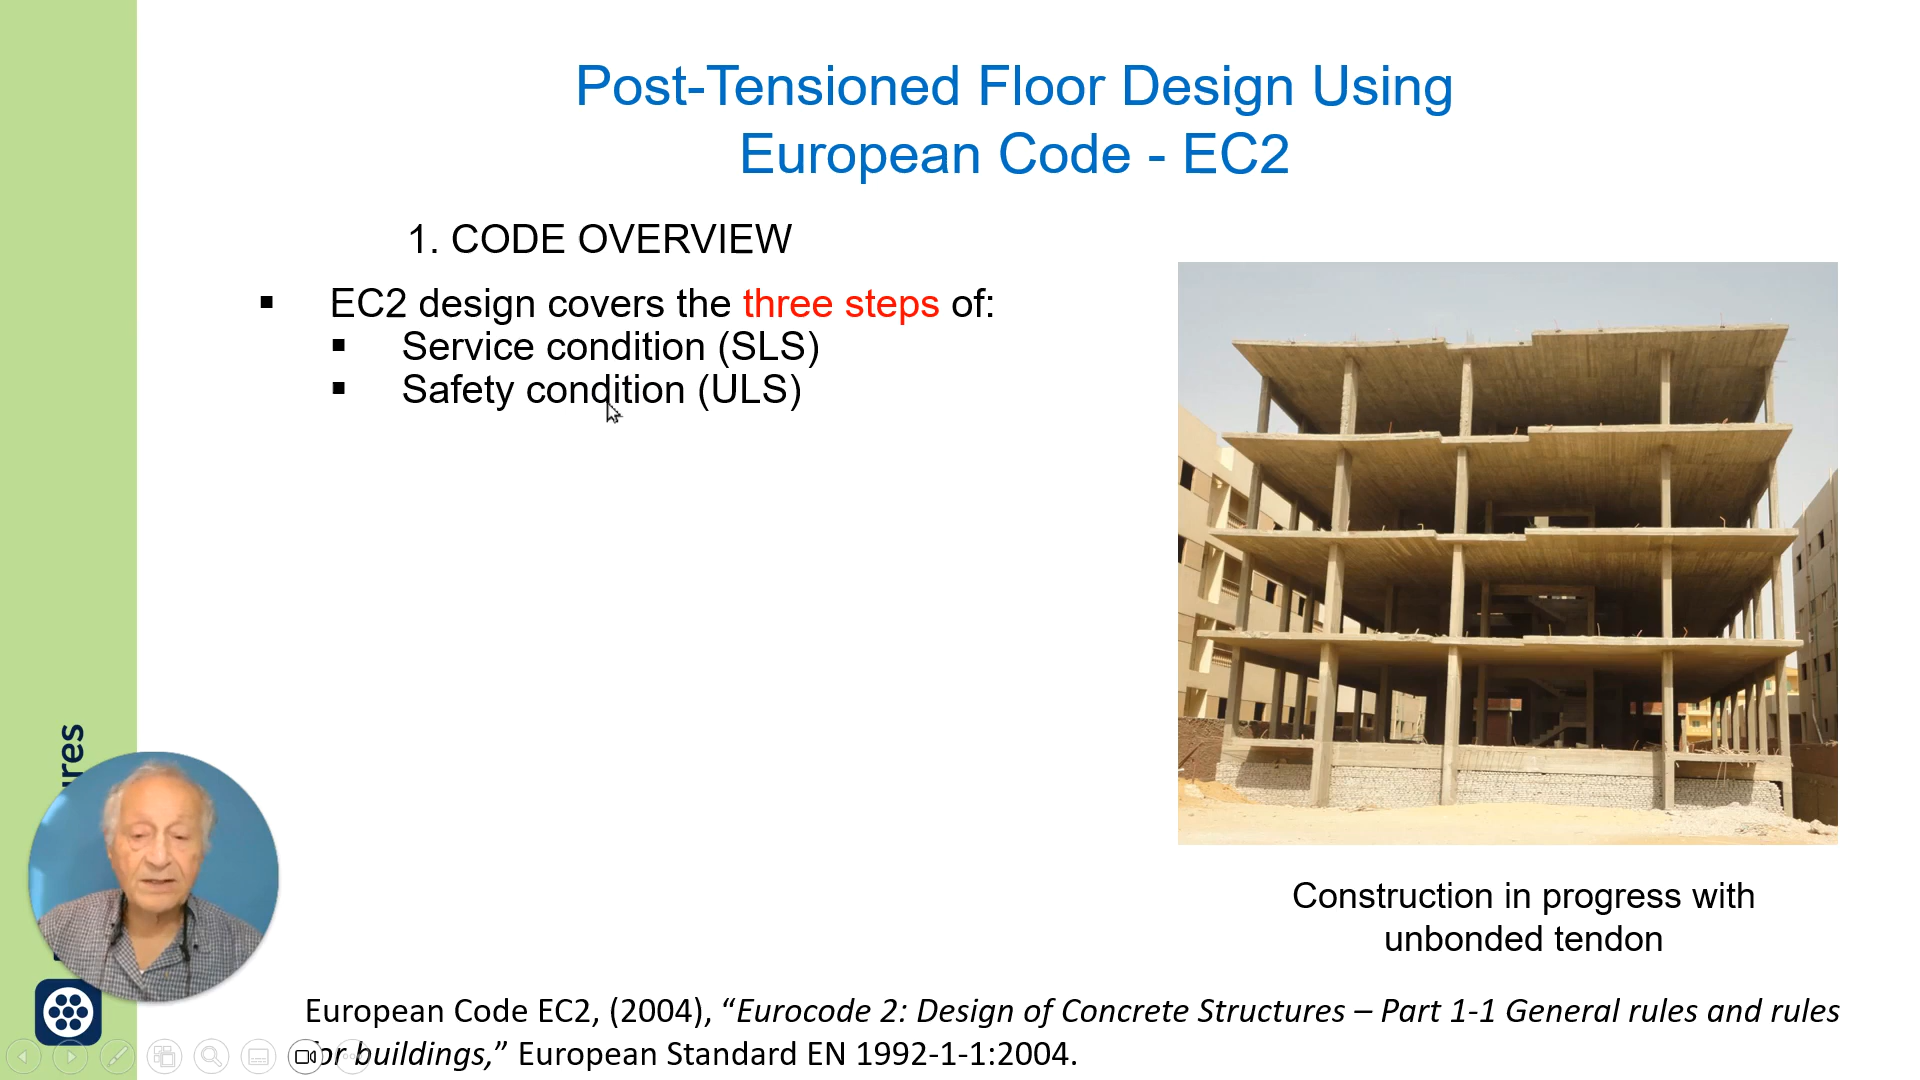 Post-Tensioned Floor Design Using
European Code - EC2
1. CODE OVERVIEW
▪ EC2 design covers the three steps of:
▪ Service condition (SLS)
▪ Safety condition (ULS)
Construction in progress with
unbonded tendon
European Code EC2, (2004), “Eurocode 2: Design of Concrete Structures – Part 1-1 General rules and rules
for buildings,” European Standard EN 1992-1-1:2004.